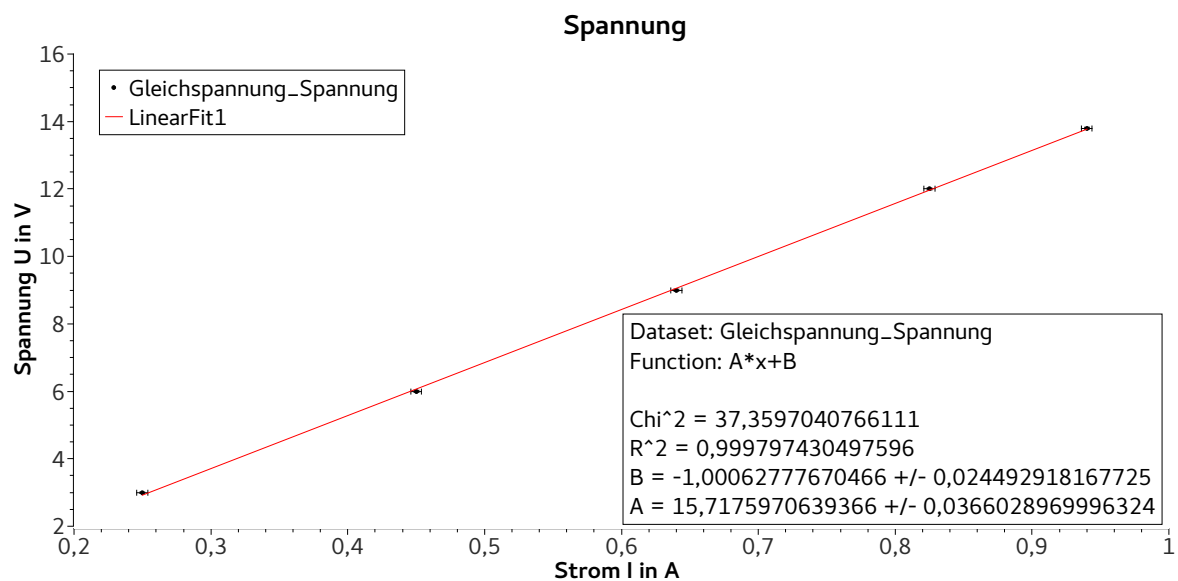 Spannung
16
14
12
10
8
6
4
2
Spannung U in V
Gleichspannung_Spannung
LinearFit1
Dataset: Gleichspannung_Spannung
Function: A*x+B
Chi^2 = 37,3597040766111
R^2 = 0,999797430497596
B = -1,00062777670466 +/- 0,024492918167725
A = 15,7175970639366 +/- 0,0366028969996324
0,2 0,3 0,4 0,5 0,6 0,7 0,8 0,9 1
Strom I in A